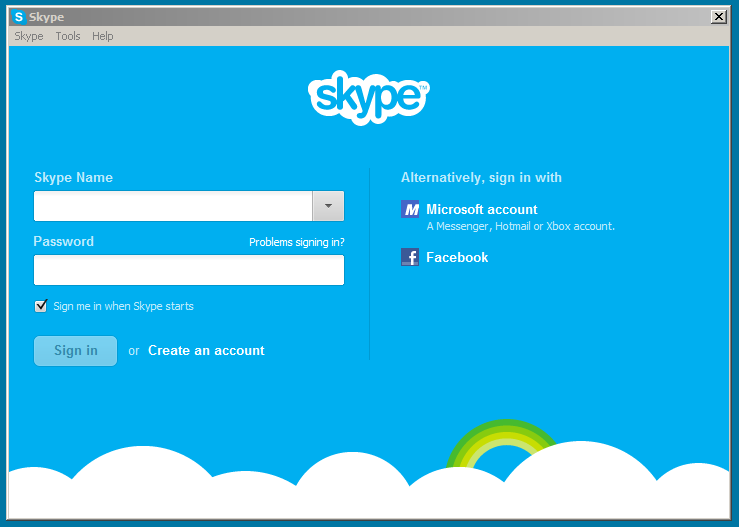 Skype
Skype Tools Help
skype™
Skype Name
Password
Problems signing in?
Sign me in when Skype starts
Sign in or Create an account
Alternatively, sign in with
Microsoft account
A Messenger, Hotmail or Xbox account.
Facebook